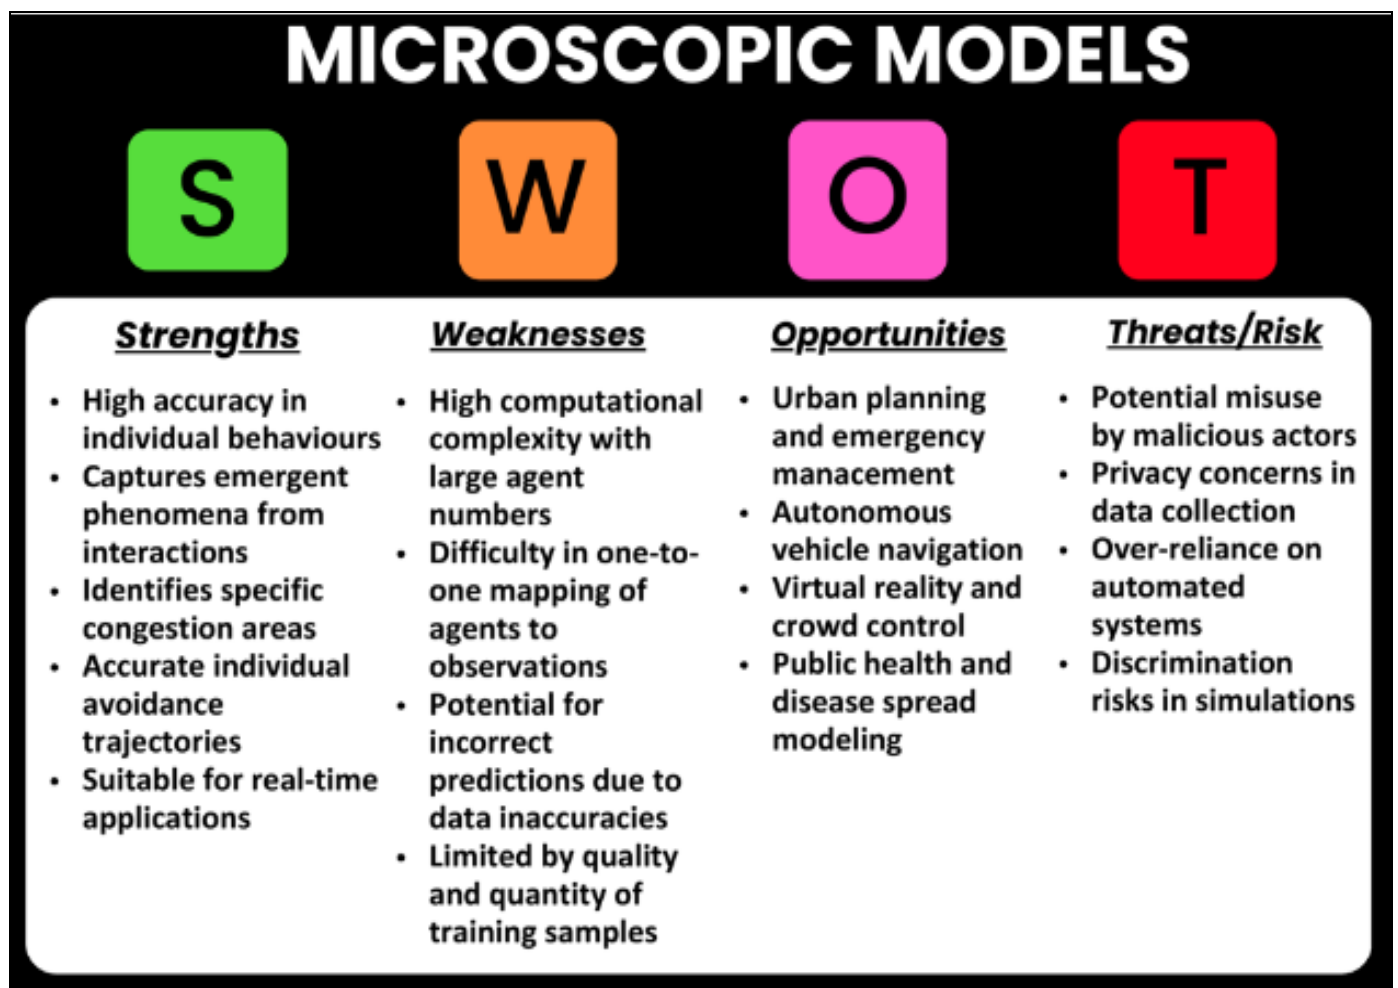 MICROSCOPIC MODELS
S
W
O
T
Strengths
• High accuracy in
individual behaviours
• Captures emergent
phenomena from
interactions
• Identifies specific
congestion areas
• Accurate individual
avoidance
trajectories
• Suitable for real-time
applications
Weaknesses
• High computational
complexity with
large agent
numbers
• Difficulty in one-to-
one mapping of
agents to
observations
• Potential for
incorrect
predictions due to
data inaccuracies
• Limited by quality
and quantity of
training samples
Opportunities
• Urban planning
and emergency
management
• Autonomous
vehicle navigation
• Virtual reality and
crowd control
• Public health and
disease spread
modeling
Threats/Risk
• Potential misuse
by malicious actors
• Privacy concerns in
data collection
• Over-reliance on
automated
systems
• Discrimination
risks in simulations